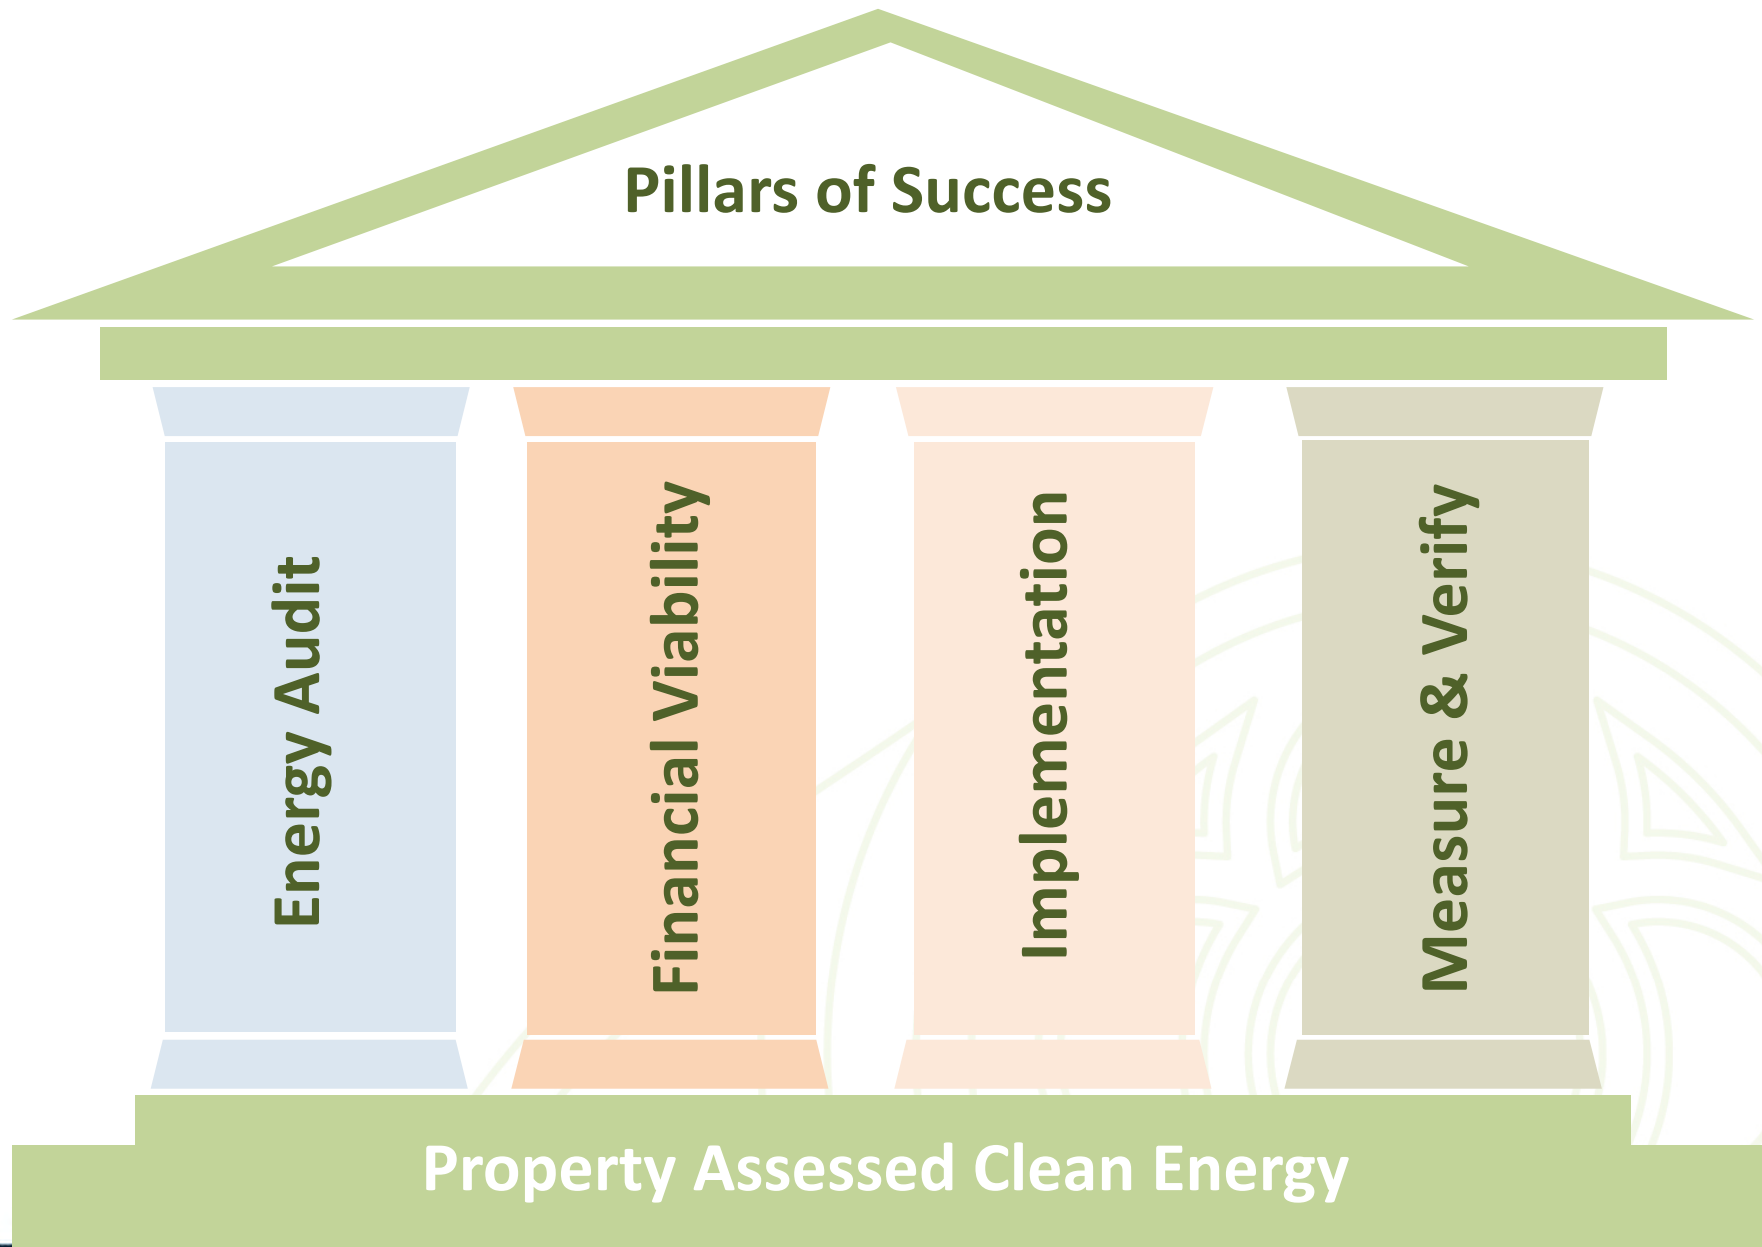 Pillars of Success
Energy Audit
Financial Viability
Implementation
Measure & Verify
Property Assessed Clean Energy